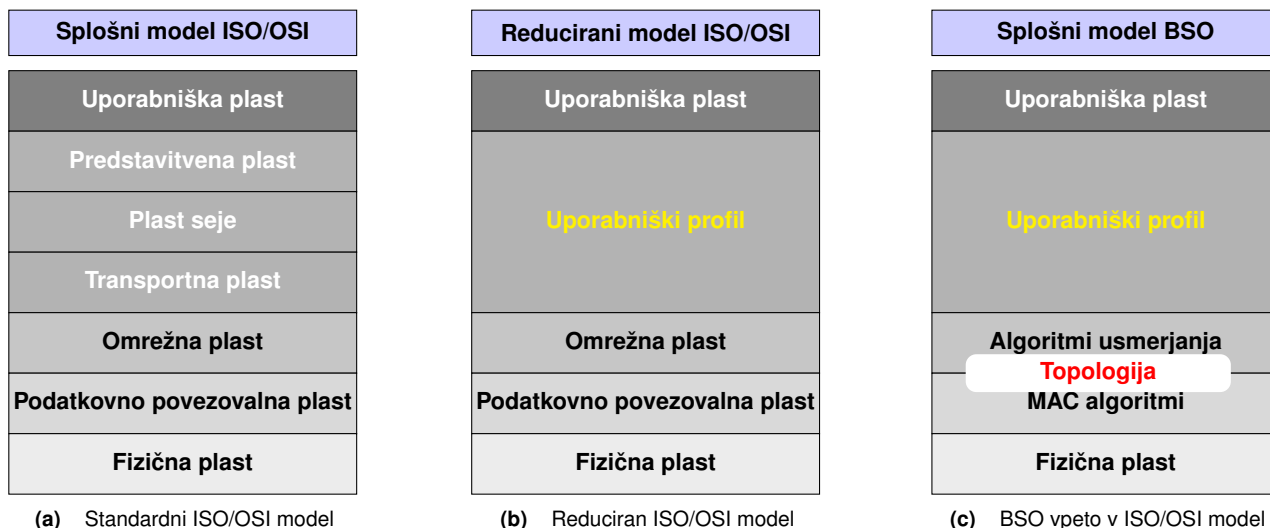 Splošni model ISO/OSI
Uporabniška plast
Predstavitvena plast
Plast seje
Transportna plast
Omrežna plast
Podatkovno povezovalna plast
Fizična plast
(a) Standardni ISO/OSI model
Reducirani model ISO/OSI
Uporabniška plast
Uporabniški profil
Omrežna plast
Podatkovno povezovalna plast
Fizična plast
(b) Reduciran ISO/OSI model
Splošni model BSO
Uporabniška plast
Uporabniški profil
Algoritmi usmerjanja
Topologija
MAC algoritmi
Fizična plast
(c) BSO vpeto v ISO/OSI model